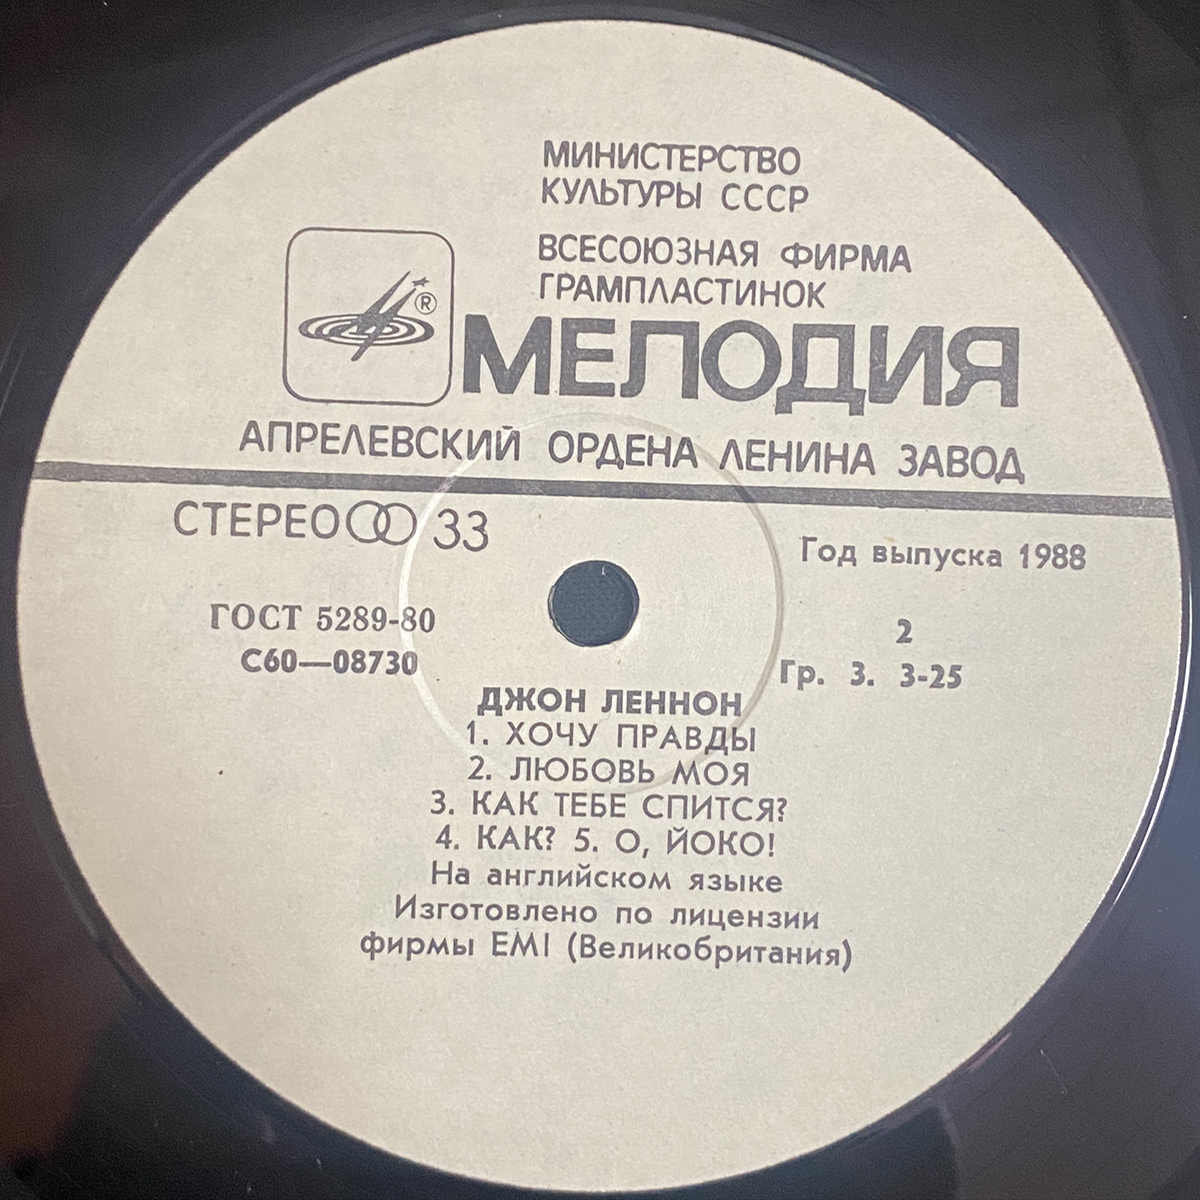 МИНИСТЕРСТВО
КУЛЬТУРЫ СССР
ВСЕСОЮЗНАЯ ФИРМА
ГРАМПЛАСТИНОК
®
МЕЛОДИЯ
АПРЕЛЕВСКИЙ ОРДЕНА ЛЕНИНА ЗАВОД
СТЕРЕО 33
Год выпуска 1988
ГОСТ 5289-80
2
С60—08730
Гр. 3. 3-25
ДЖОН ЛЕННОН
1. ХОЧУ ПРАВДЫ
2. ЛЮБОВЬ МОЯ
3. КАК ТЕБЕ СПИТСЯ?
4. КАК? 5. О, ЙОКО!
На английском языке
Изготовлено по лицензии
фирмы EMI (Великобритания)